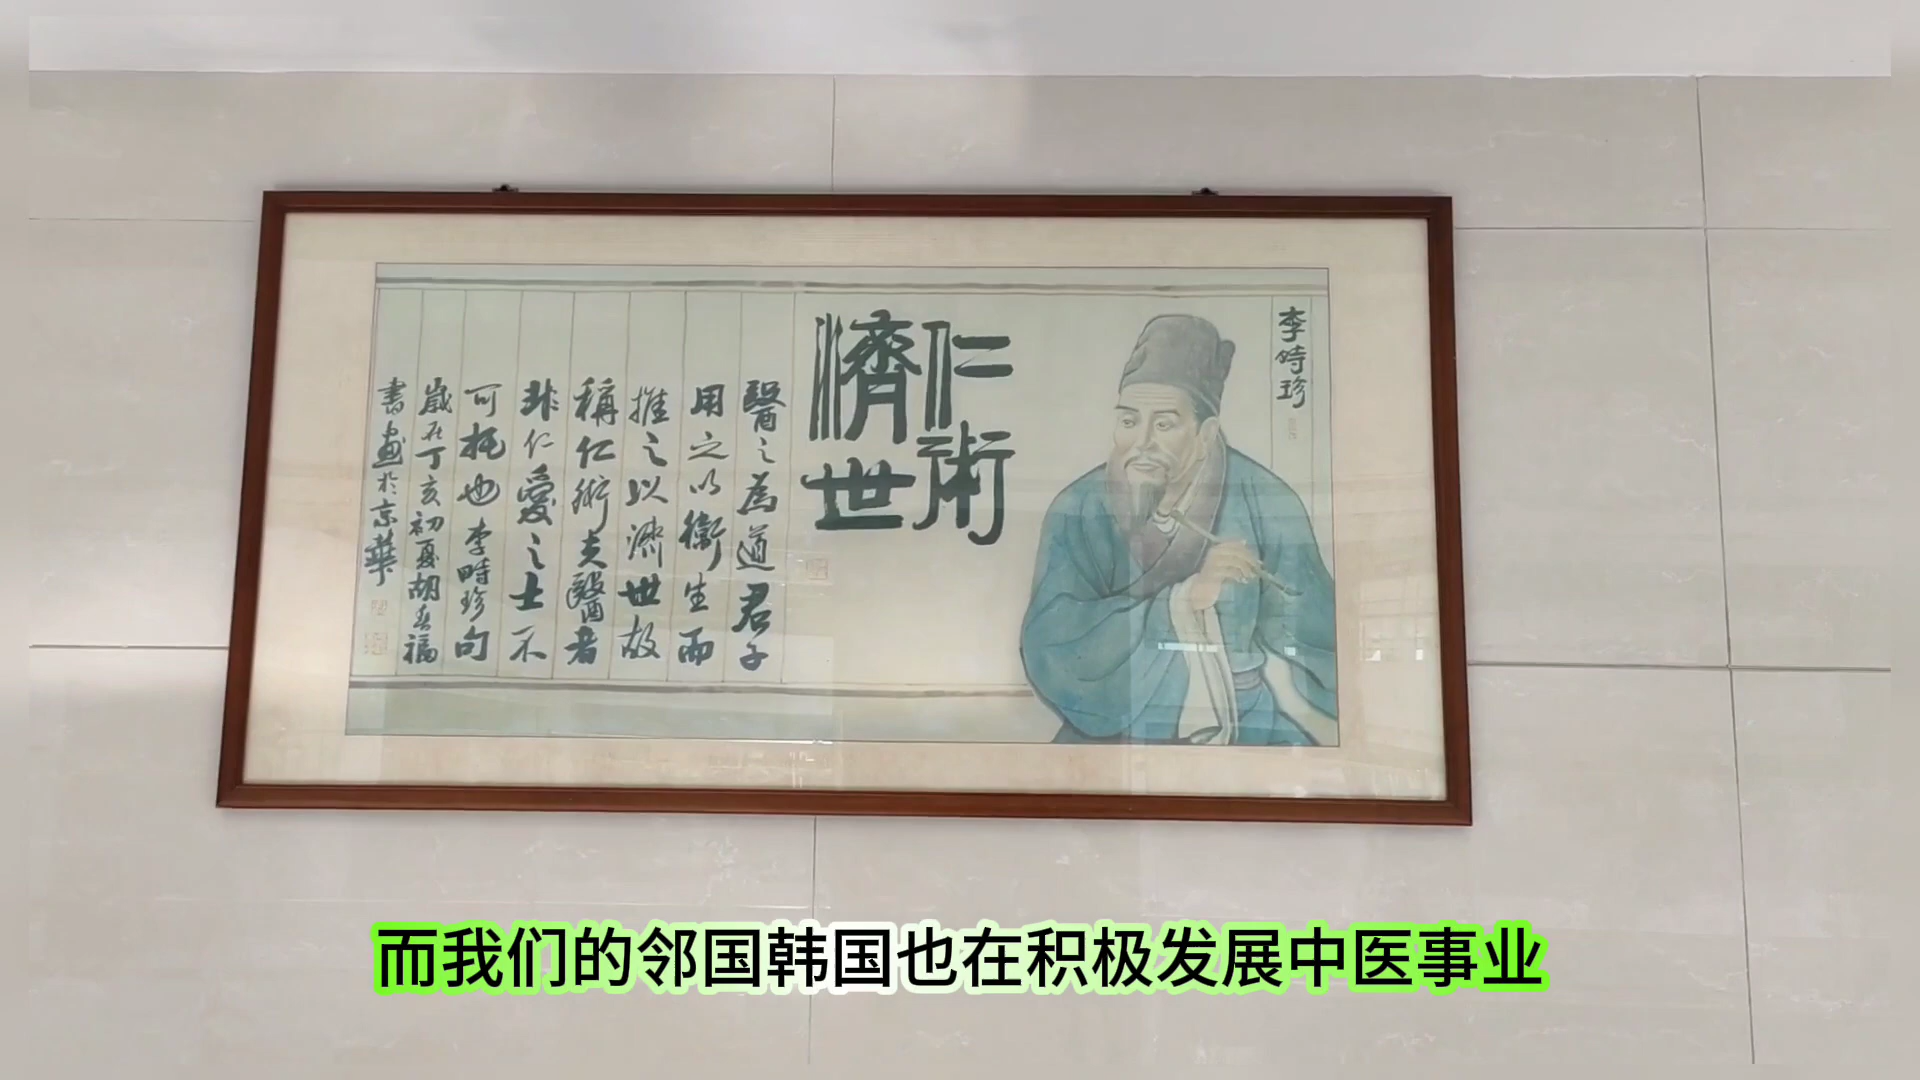 李時珍
仁術
濟世
醫之為道君子
用之以衞生而
推之以濟世故
稱仁術夫醫者
非仁愛之士不
可托也李時珍句
歲在丁亥初夏胡春福
書畫於京華
而我们的邻国韩国也在积极发展中医事业